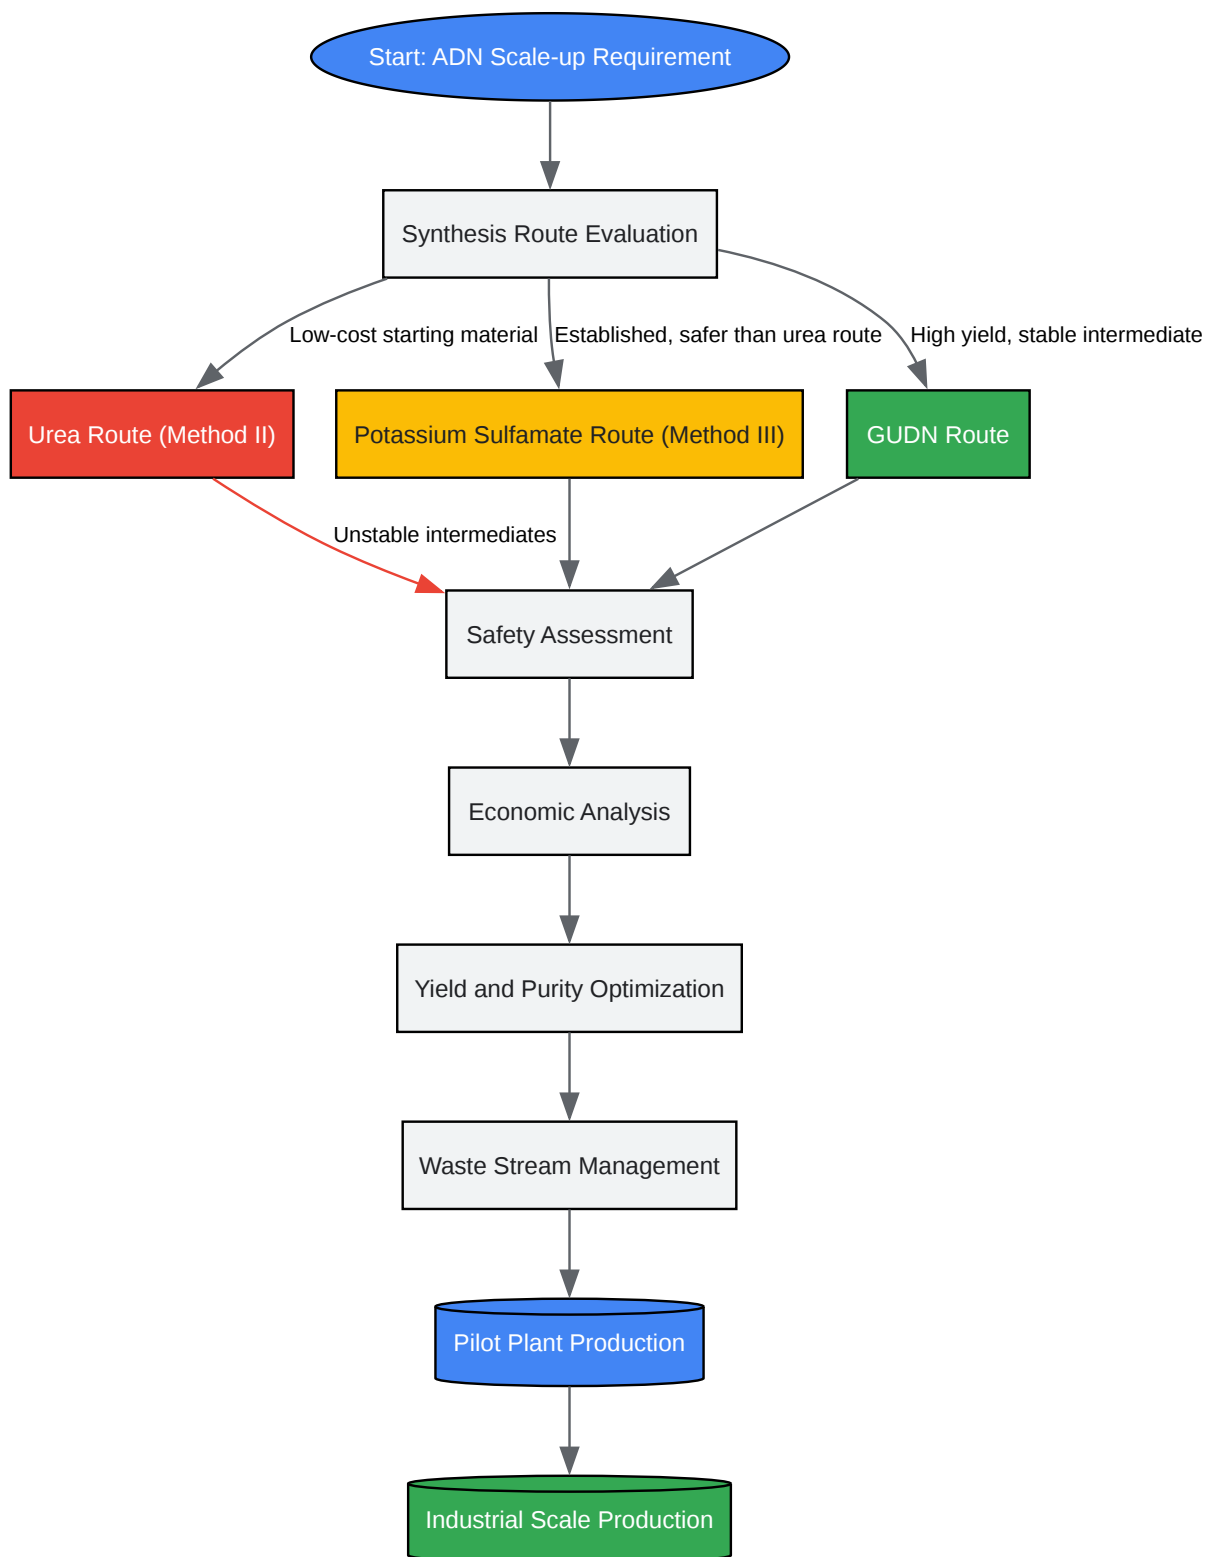 Start: ADN Scale-up Requirement
Synthesis Route Evaluation
Low-cost starting material
Established, safer than urea route
High yield, stable intermediate
Urea Route (Method II)
Potassium Sulfamate Route (Method III)
GUDN Route
Unstable intermediates
Safety Assessment
Economic Analysis
Yield and Purity Optimization
Waste Stream Management
Pilot Plant Production
Industrial Scale Production